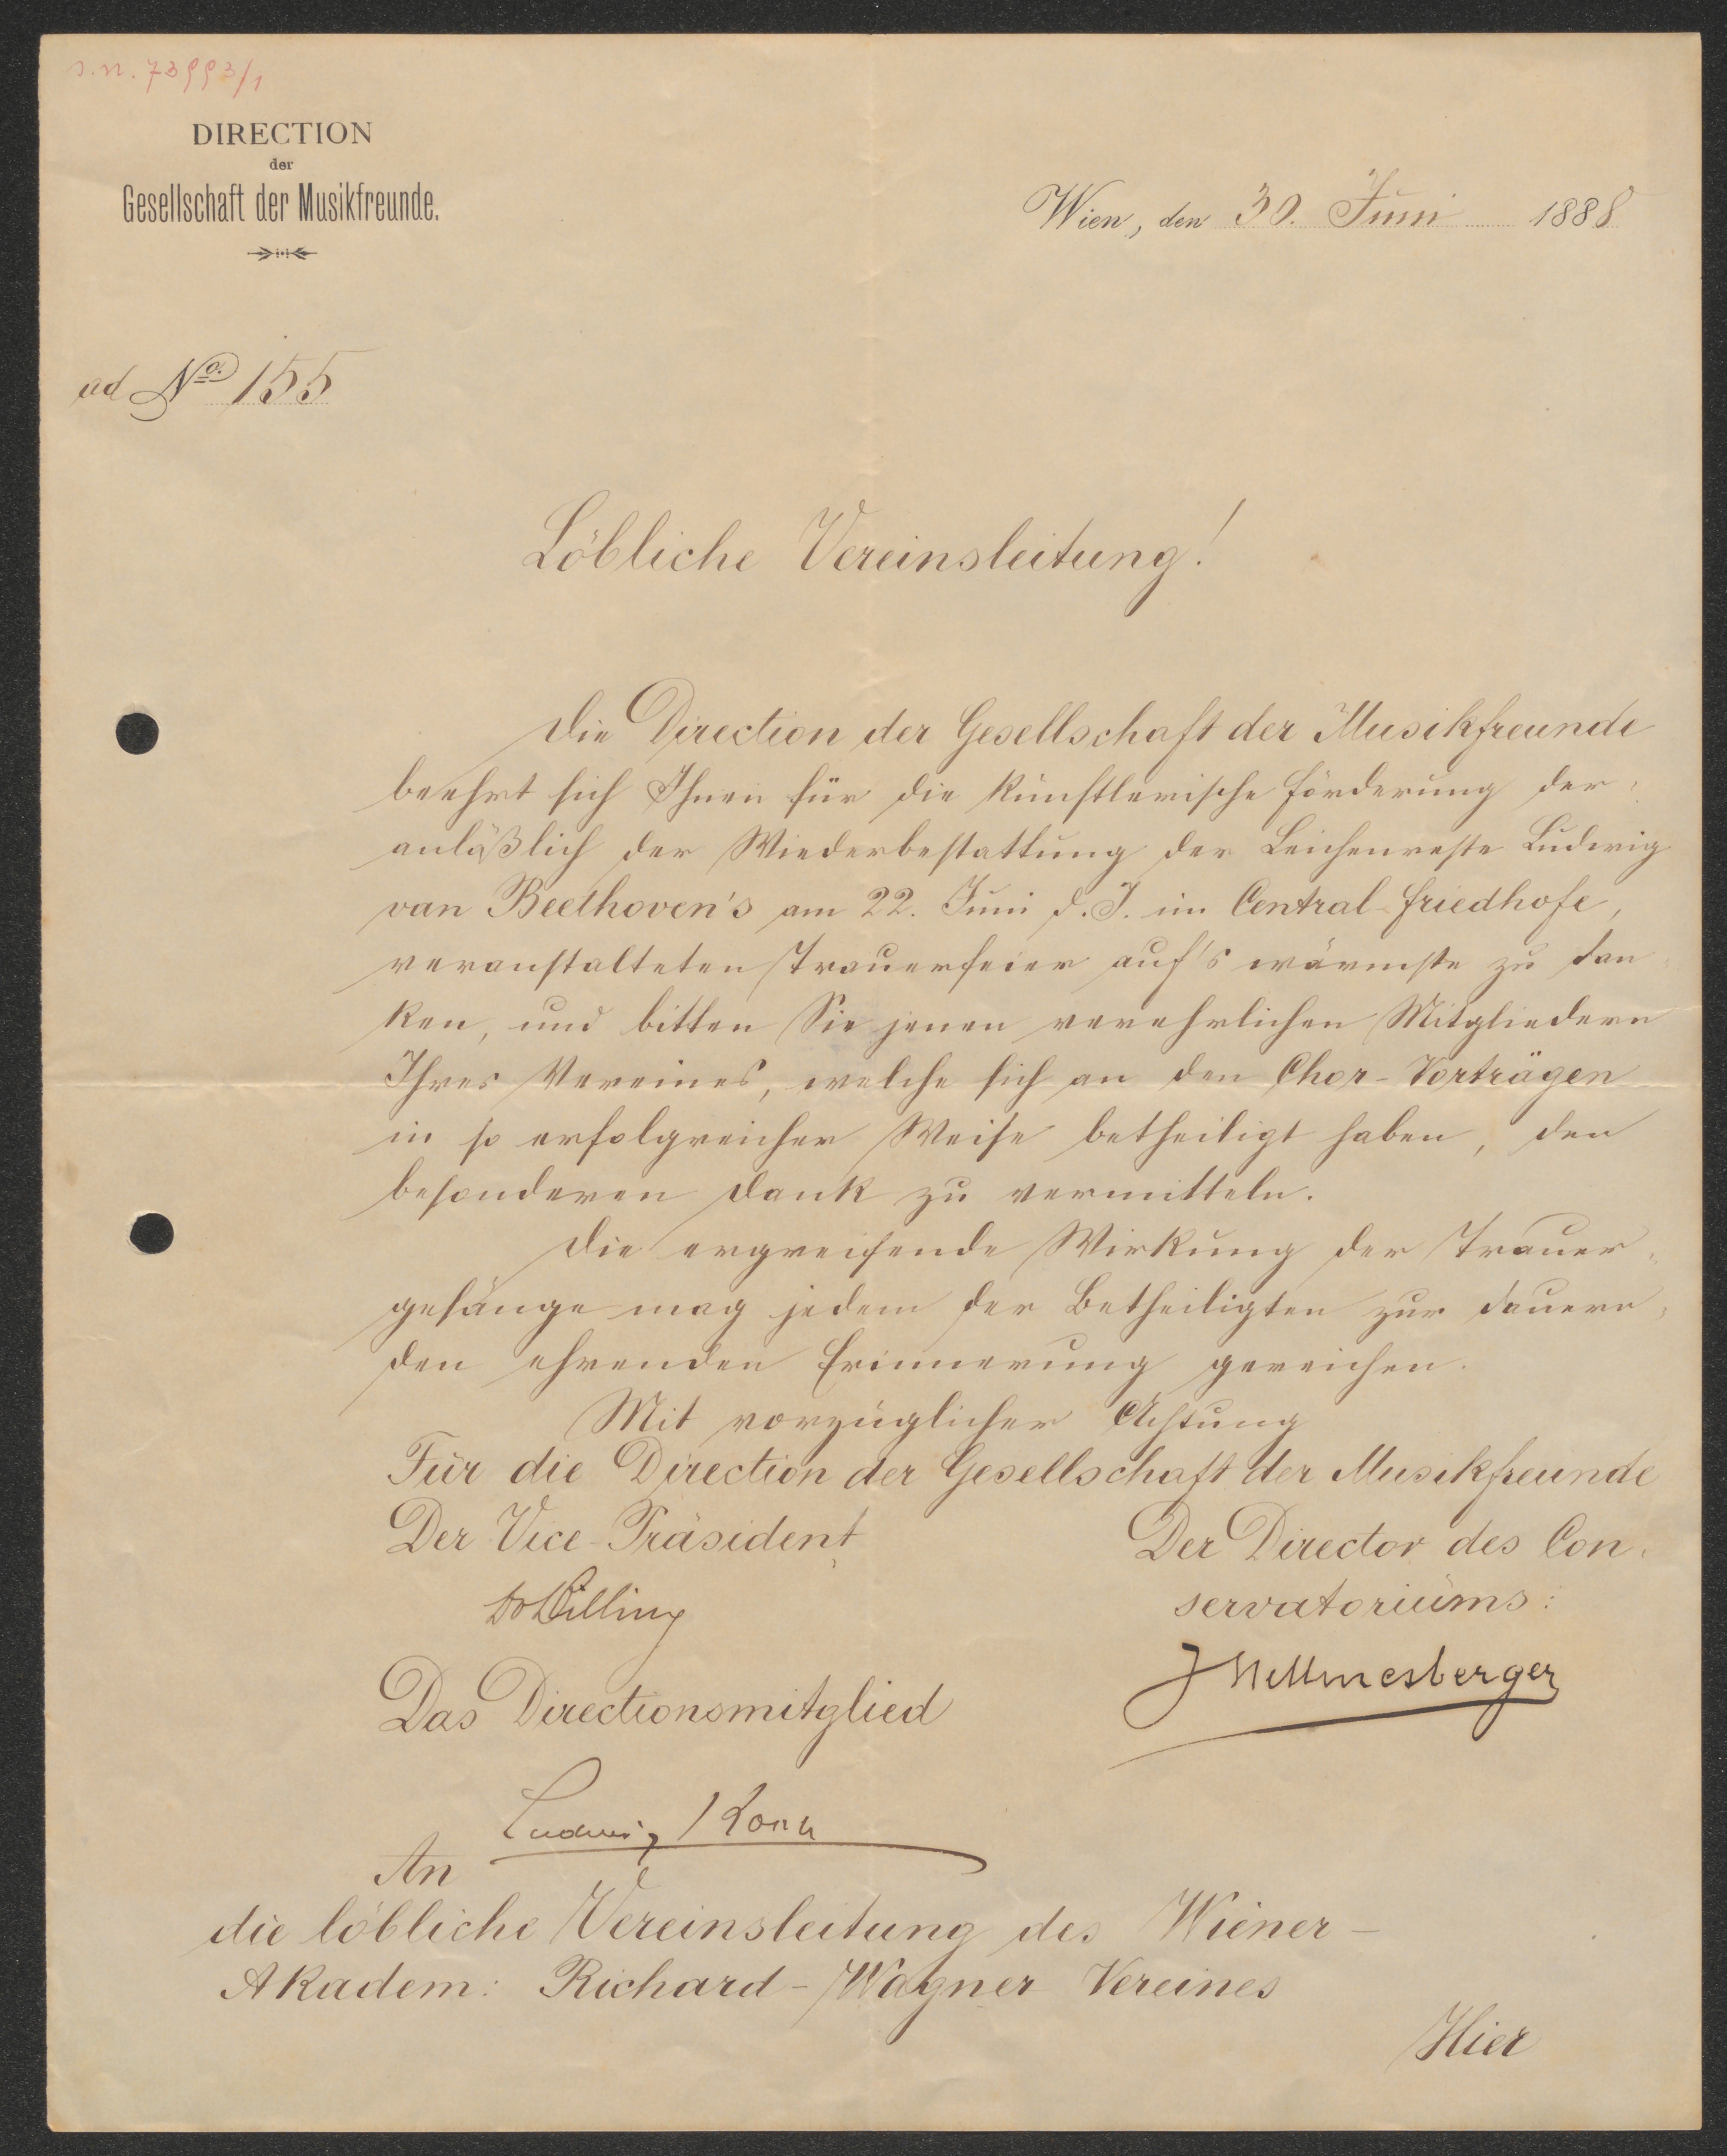 J.N. 73993/1
DIRECTION
der
Gesellschaft der Musikfreunde.
Wien, den 30. Juni 1888
ad No. 155
Löbliche Vereinsleitung!
Die Direction der Gesellschaft der Musikfreunde
beehrt sich Ihnen für die künstlerische Förderung der
anläßlich der Wiederbestattung der Leichenreste Ludwig
van Beethoven's am 22. Juni d. J. im Central-Friedhofe,
veranstalteten Trauerfeier auf's wärmste zu dan-
ken, und bitten Sie jenen verehrlichen Mitgliedern
Ihres Vereines, welche sich an den Chor-Vorträgen
in so erfolgreicher Weise betheiligt haben, den
besonderen Dank zu vermitteln.
Die ergreifende Wirkung der Trauer-
gesänge mag jedem der Betheiligten zur dauern-
den ehrenden Erinnerung gereichen.
Mit vorzüglicher Achtung
Für die Direction der Gesellschaft der Musikfreunde
Der Vice-Präsident
Der Director des Con-
servatoriums:
J Hellmesberger
Das Directionsmitglied
Ludwig Koch
An
die löbliche Vereinsleitung des Wiener-
Akadem: Richard-Wagner Vereines
Hier